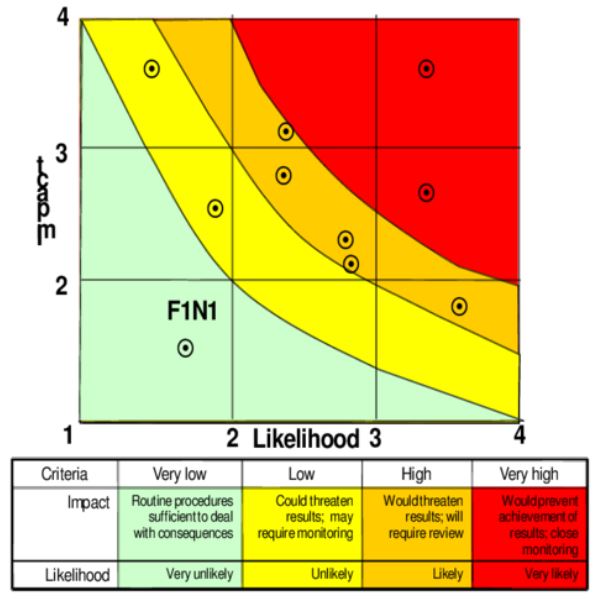 4
3
Impact
2
F1N1
1
2
Likelihood
3
4
Criteria
Very low
Low
High
Very high
Impact
Routine procedures
sufficient to deal
with consequences
Could threaten
results; may
require monitoring
Would threaten
results; will
require review
Would prevent
achievement of
results; close
monitoring
Likelihood
Very unlikely
Unlikely
Likely
Very likely